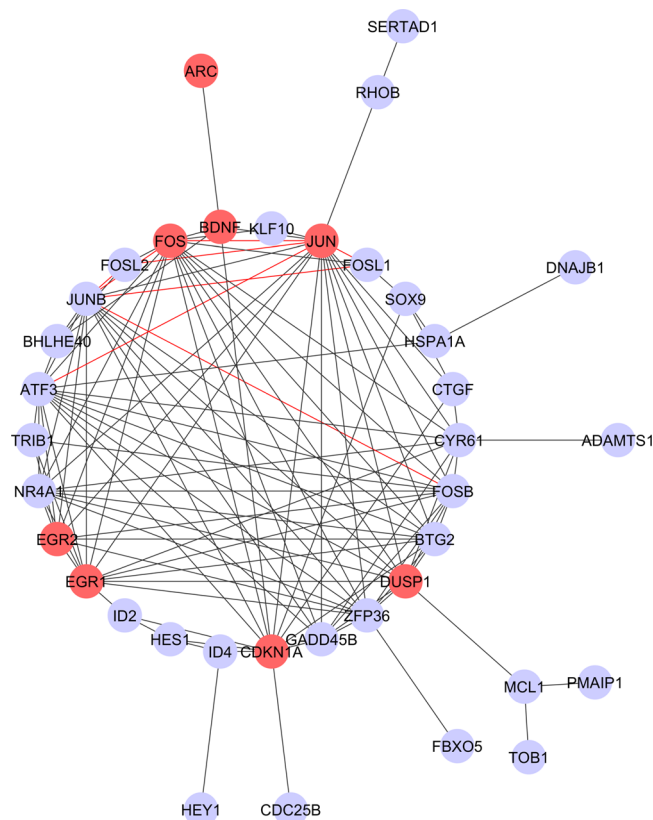 SERTAD1
ARC
RHOB
BDNF
KLF10
FOS
JUN
FOSL2
FOSL1
DNAJB1
JUNB
SOX9
BHLHE40
HSPA1A
ATF3
CTGF
TRIB1
CYR61
ADAMTS1
NR4A1
FOSB
EGR2
BTG2
EGR1
DUSP1
ID2
ZFP36
HES1
ID4
CDKN1A
GADD45B
MCL1
PMAIP1
FBXO5
TOB1
HEY1
CDC25B